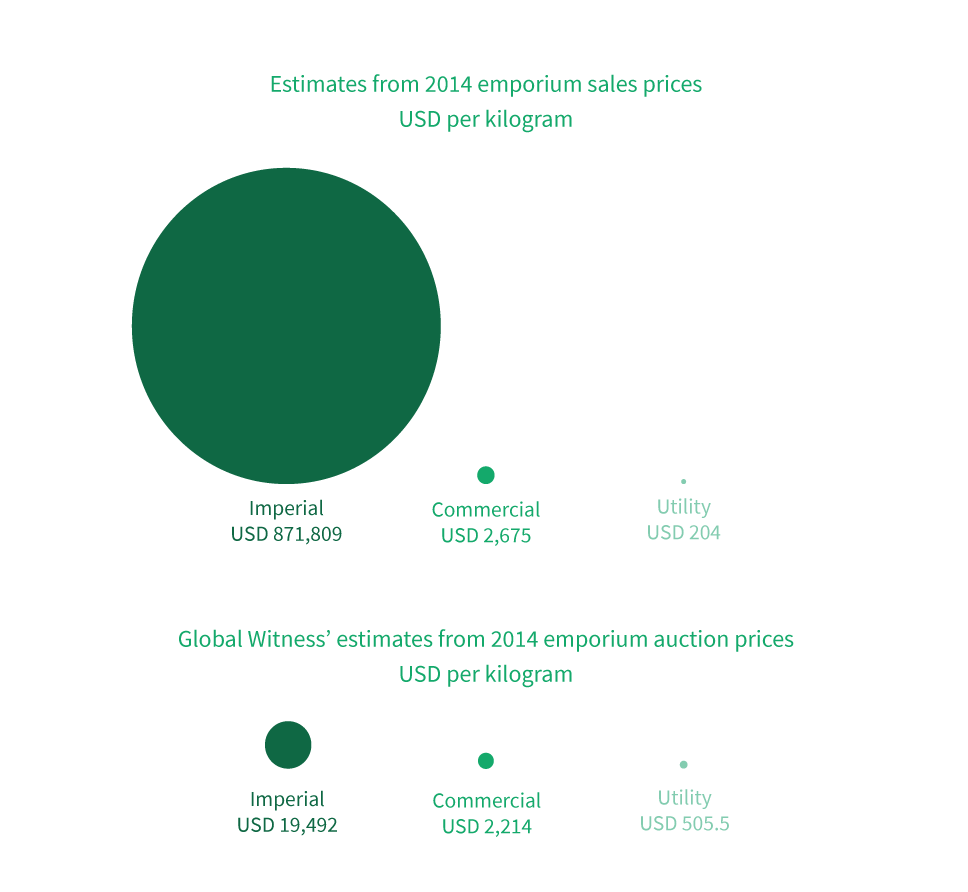 Estimates from 2014 emporium sales prices
USD per kilogram
Imperial
USD 871,809
Commercial
USD 2,675
Utility
USD 204
Global Witness’ estimates from 2014 emporium auction prices
USD per kilogram
Imperial
USD 19,492
Commercial
USD 2,214
Utility
USD 505.5